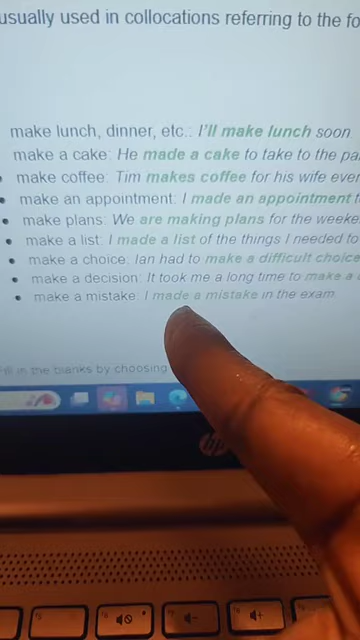 usually used in collocations referring to the fo
make lunch, dinner, etc.: I'll make lunch soon
make a cake: He made a cake to take to the pa
make coffee: Tim makes coffee for his wife ever
make an appointment: I made an appointment t
make plans: We are making plans for the weeke
make a list: I made a list of the things I needed to
make a choice: Ian had to make a difficult choice
make a decision: It took me a long time to make a d
make a mistake: I made a mistake in the exam
Fill in the blanks by choosing
hp